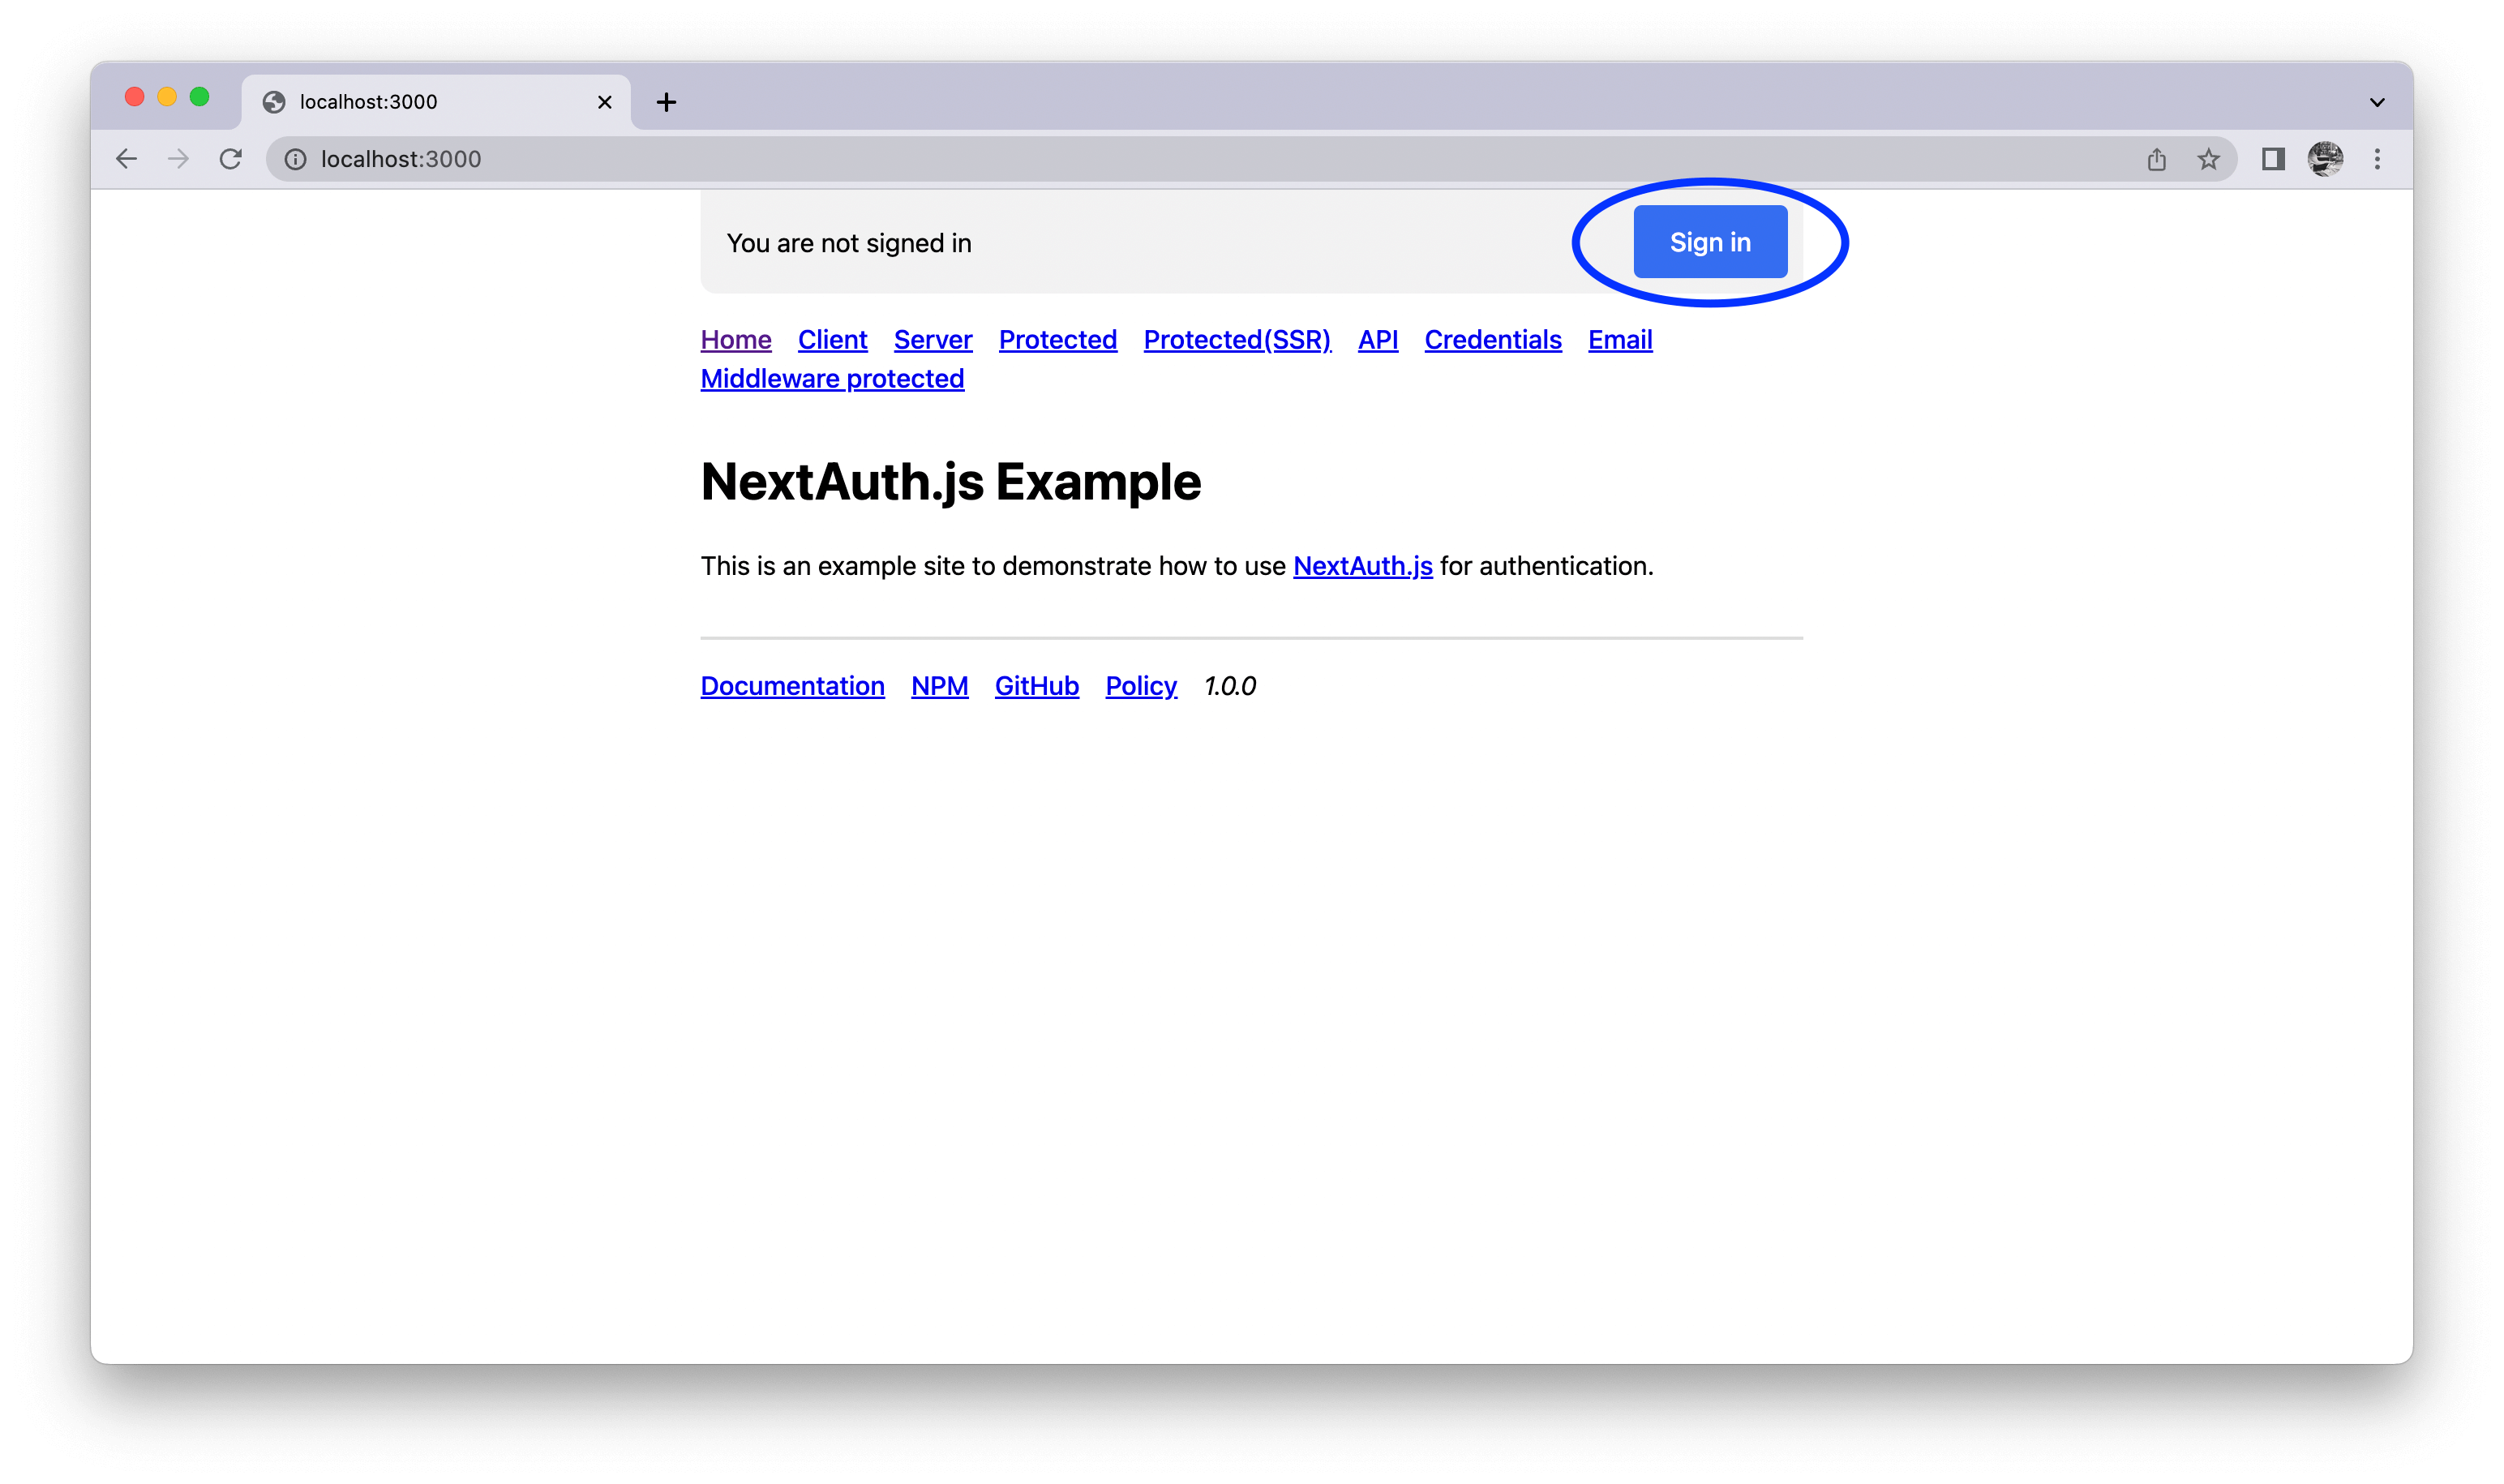 localhost:3000
localhost:3000
You are not signed in Sign in
Home Client Server Protected Protected(SSR) API Credentials Email
Middleware protected
NextAuth.js Example
This is an example site to demonstrate how to use NextAuth.js for authentication.
Documentation NPM GitHub Policy 1.0.0